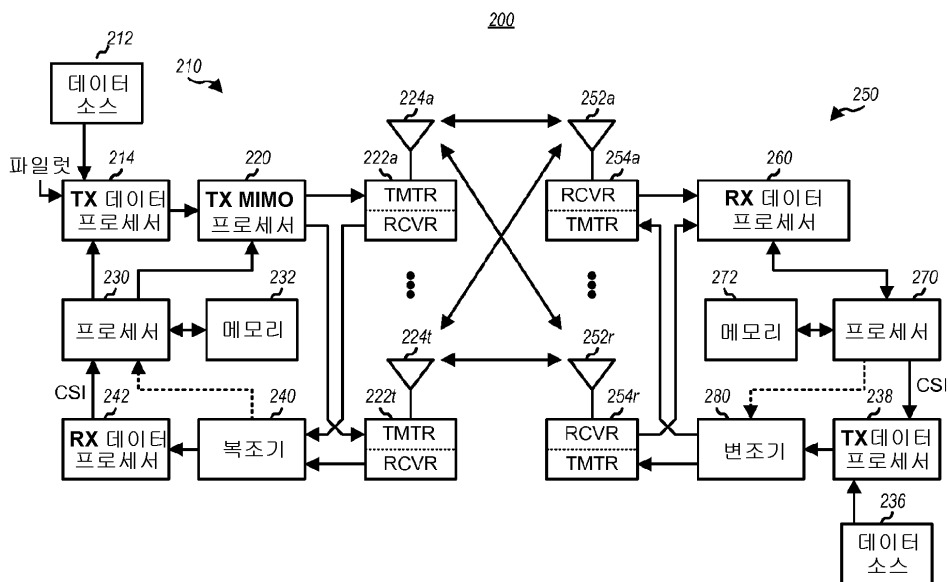 200
212
데이터
소스
210
224a
252a
250
파일럿
214
TX 데이터
프로세서
220
TX MIMO
프로세서
222a
TMTR
RCVR
254a
RCVR
TMTR
260
RX 데이터
프로세서
230
프로세서
232
메모리
272
메모리
270
프로세서
224t
252r
CSI
242
RX 데이터
프로세서
240
복조기
222t
TMTR
RCVR
254r
RCVR
TMTR
280
변조기
238
TX데이터
프로세서
CSI
236
데이터
소스